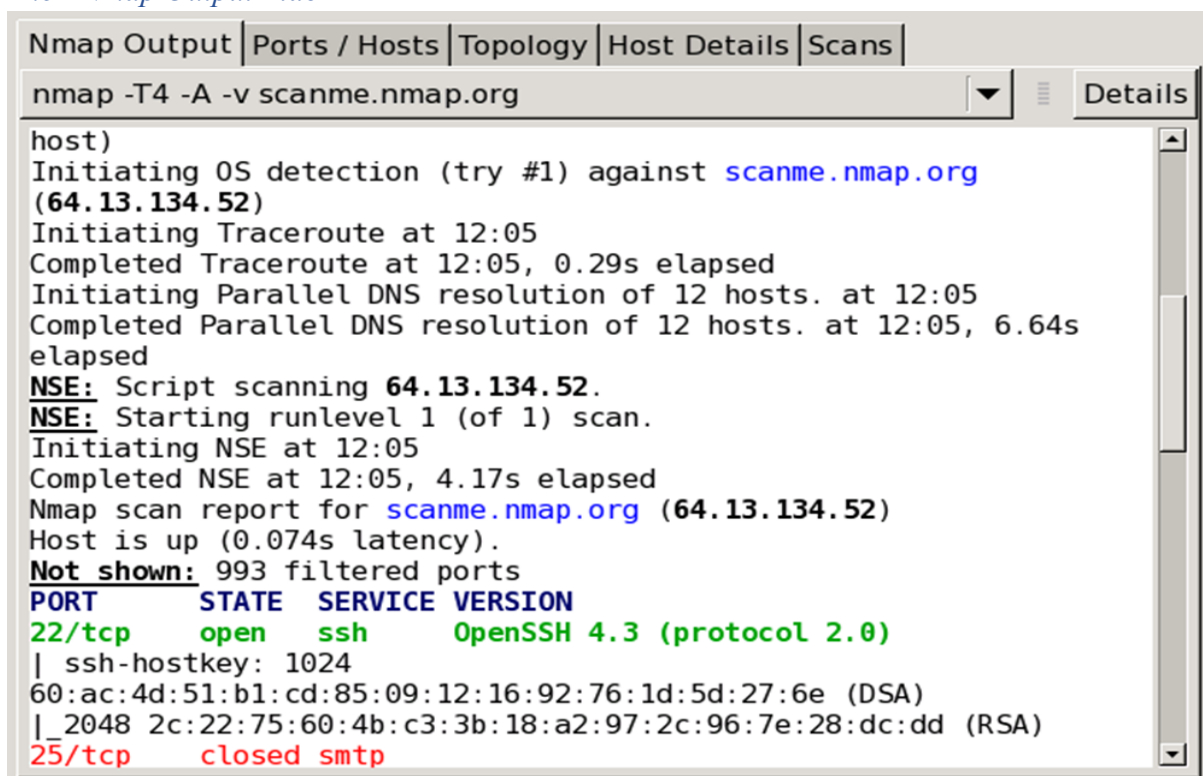 Nmap Output Ports / Hosts Topology Host Details Scans
nmap -T4 -A -v scanme.nmap.org Details
host)
Initiating OS detection (try #1) against scanme.nmap.org
(64.13.134.52)
Initiating Traceroute at 12:05
Completed Traceroute at 12:05, 0.29s elapsed
Initiating Parallel DNS resolution of 12 hosts. at 12:05
Completed Parallel DNS resolution of 12 hosts. at 12:05, 6.64s
elapsed
NSE: Script scanning 64.13.134.52.
NSE: Starting runlevel 1 (of 1) scan.
Initiating NSE at 12:05
Completed NSE at 12:05, 4.17s elapsed
Nmap scan report for scanme.nmap.org (64.13.134.52)
Host is up (0.074s latency).
Not shown: 993 filtered ports
PORT STATE SERVICE VERSION
22/tcp open ssh OpenSSH 4.3 (protocol 2.0)
| ssh-hostkey: 1024
60:ac:4d:51:b1:cd:85:09:12:16:92:76:1d:5d:27:6e (DSA)
|_2048 2c:22:75:60:4b:c3:3b:18:a2:97:2c:96:7e:28:dc:dd (RSA)
25/tcp closed smtp